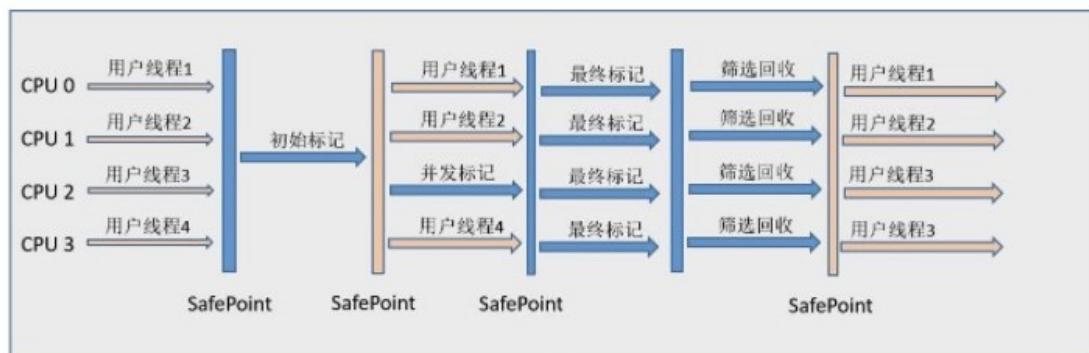 CPU 0 用户线程1 用户线程1 最终标记 筛选回收 用户线程1
CPU 1 用户线程2 初始标记 用户线程2 最终标记 筛选回收 用户线程2
CPU 2 用户线程3 并发标记 最终标记 筛选回收 用户线程3
CPU 3 用户线程4 用户线程4 最终标记 筛选回收 用户线程3
SafePoint SafePoint SafePoint SafePoint